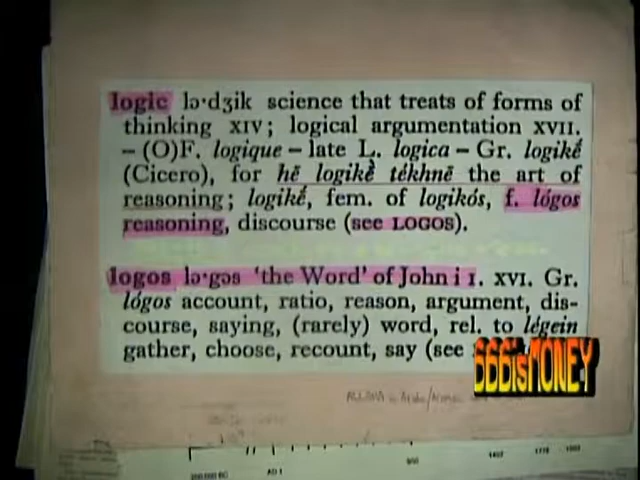 logic lɔ·dʒik science that treats of forms of
thinking XIV; logical argumentation XVII.
– (O)F. logique – late L. logica – Gr. logikḗ
(Cicero), for hē logikḕ tékhnē the art of
reasoning; logikḗ, fem. of logikós, f. lógos
reasoning, discourse (see LOGOS).
logos lɔ·gɔs 'the Word' of John i 1. XVI. Gr.
lógos account, ratio, reason, argument, dis-
course, saying, (rarely) word, rel. to légein
gather, choose, recount, say (see
666isMONEY
AD 1